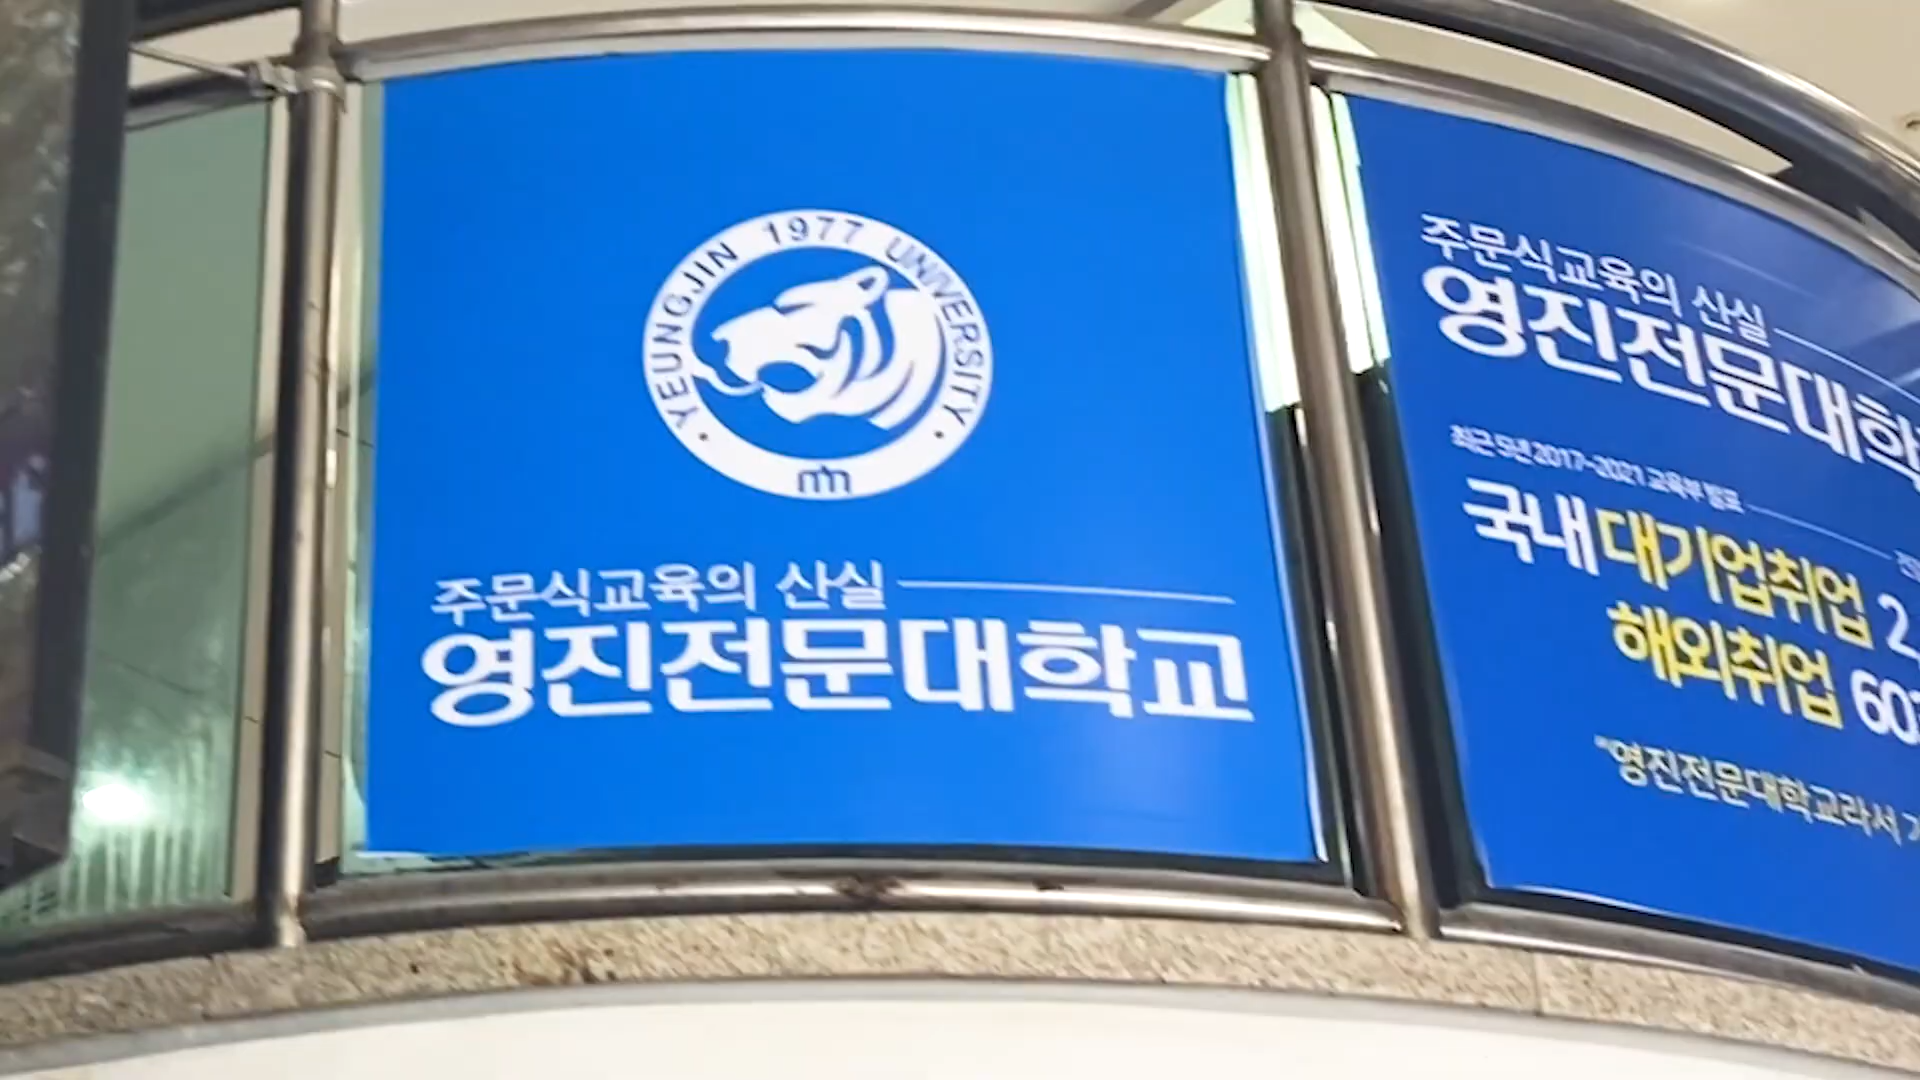 YEUNGJIN 1977 UNIVERSITY
주문식교육의 산실
영진전문대학교
주문식교육의 산실
영진전문대학
최근 5년 2017-2021 교육부 발표
국내 대기업취업 2,
해외취업 603
"영진전문대학교라서